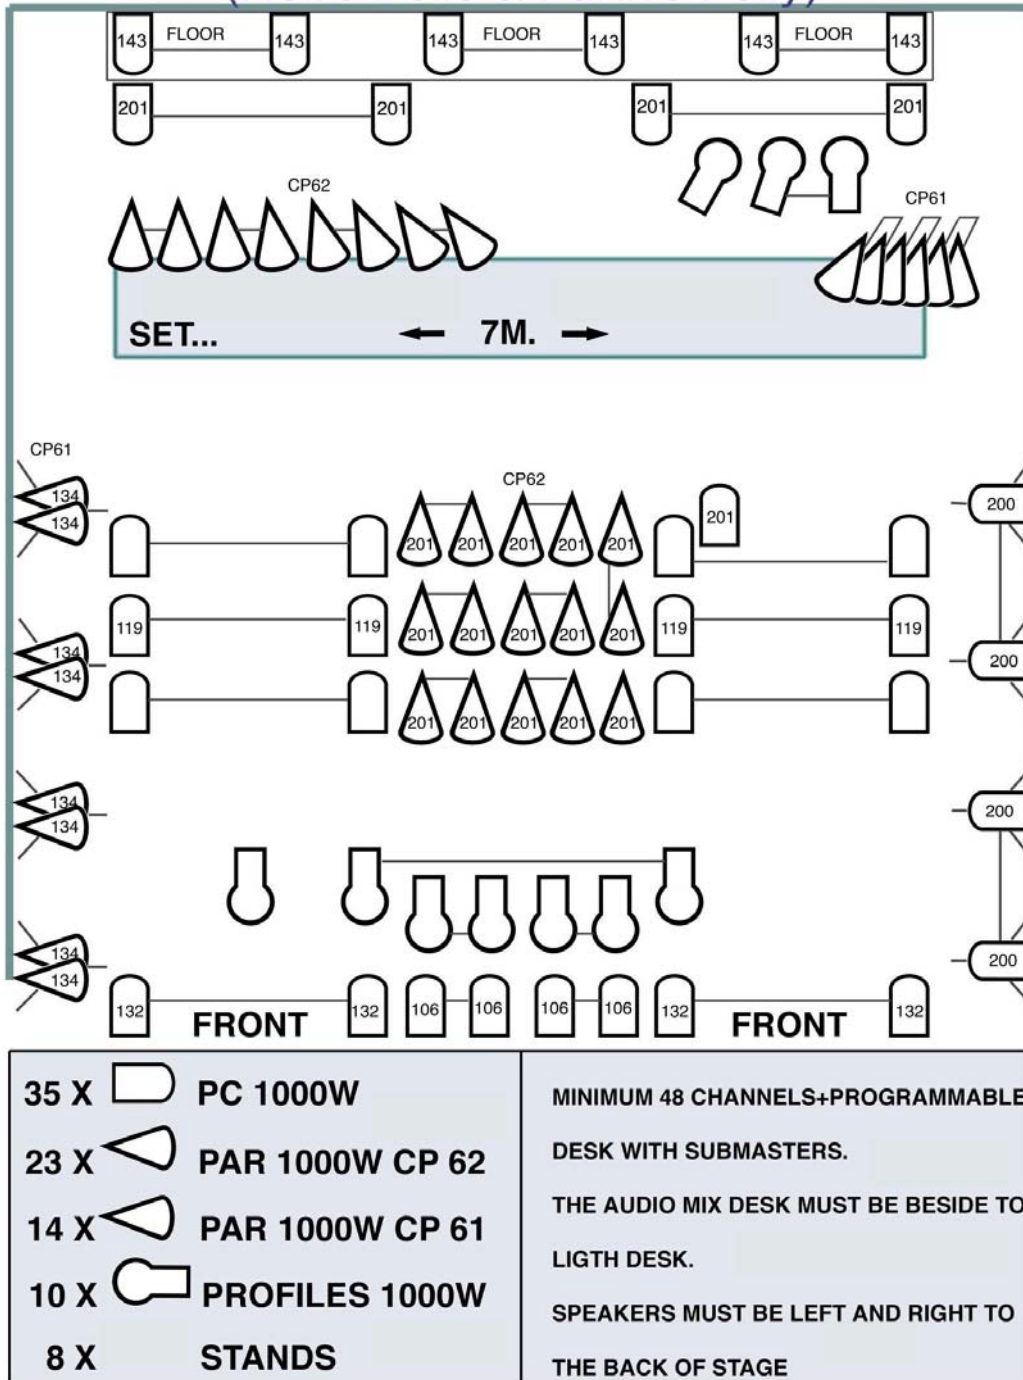 143 FLOOR 143 143 FLOOR 143 143 FLOOR 143
201 201 201 201
CP62
CP61
SET... 7M.
CP61
CP62
134 200
134
201
201 201 201 201 201
119 119 119 119
201 201 201 201 201
134 200
134
201 201 201 201 201
134 200
134
134 200
134
132 132 106 106 106 106 132 132
FRONT FRONT
35 X PC 1000W
23 X PAR 1000W CP 62
14 X PAR 1000W CP 61
10 X PROFILES 1000W
8 X STANDS
MINIMUM 48 CHANNELS+PROGRAMMABLE
DESK WITH SUBMASTERS.
THE AUDIO MIX DESK MUST BE BESIDE TO
LIGTH DESK.
SPEAKERS MUST BE LEFT AND RIGHT TO
THE BACK OF STAGE